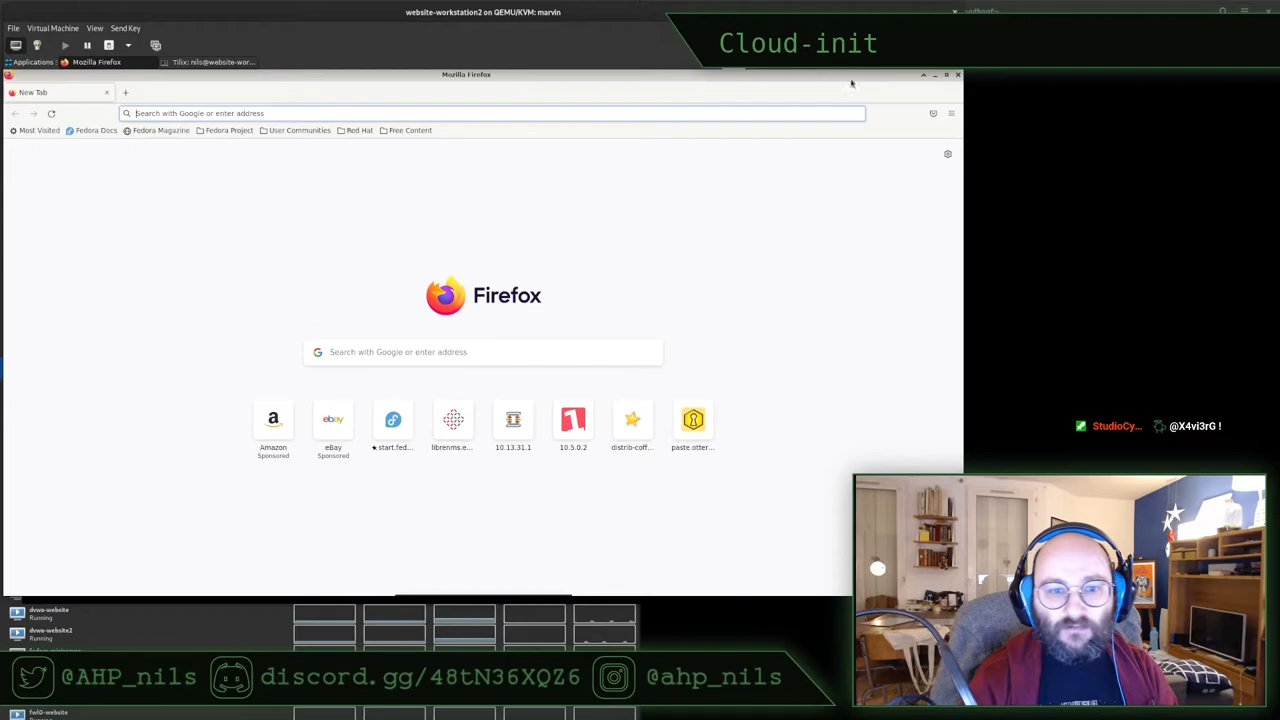 website-workstation2 on QEMU/KVM: marvin
File Virtual Machine View Send Key
Cloud-init
Applications Mozilla Firefox Tilix: nils@website-wor...
Mozilla Firefox
New Tab
Search with Google or enter address
Most Visited Fedora Docs Fedora Magazine Fedora Project User Communities Red Hat Free Content
Firefox
Search with Google or enter address
Amazon eBay start.fed... librenms.e... 10.13.31.1 10.5.0.2 distrib-coff... paste.otter...
Sponsored Sponsored
StudioCy... @X4vi3rG !
dvwa-website
Running
dvwa-website2
Running
@AHP_nils discord.gg/48tN36XQZ6 @ahp_nils
fwl0-website
Running